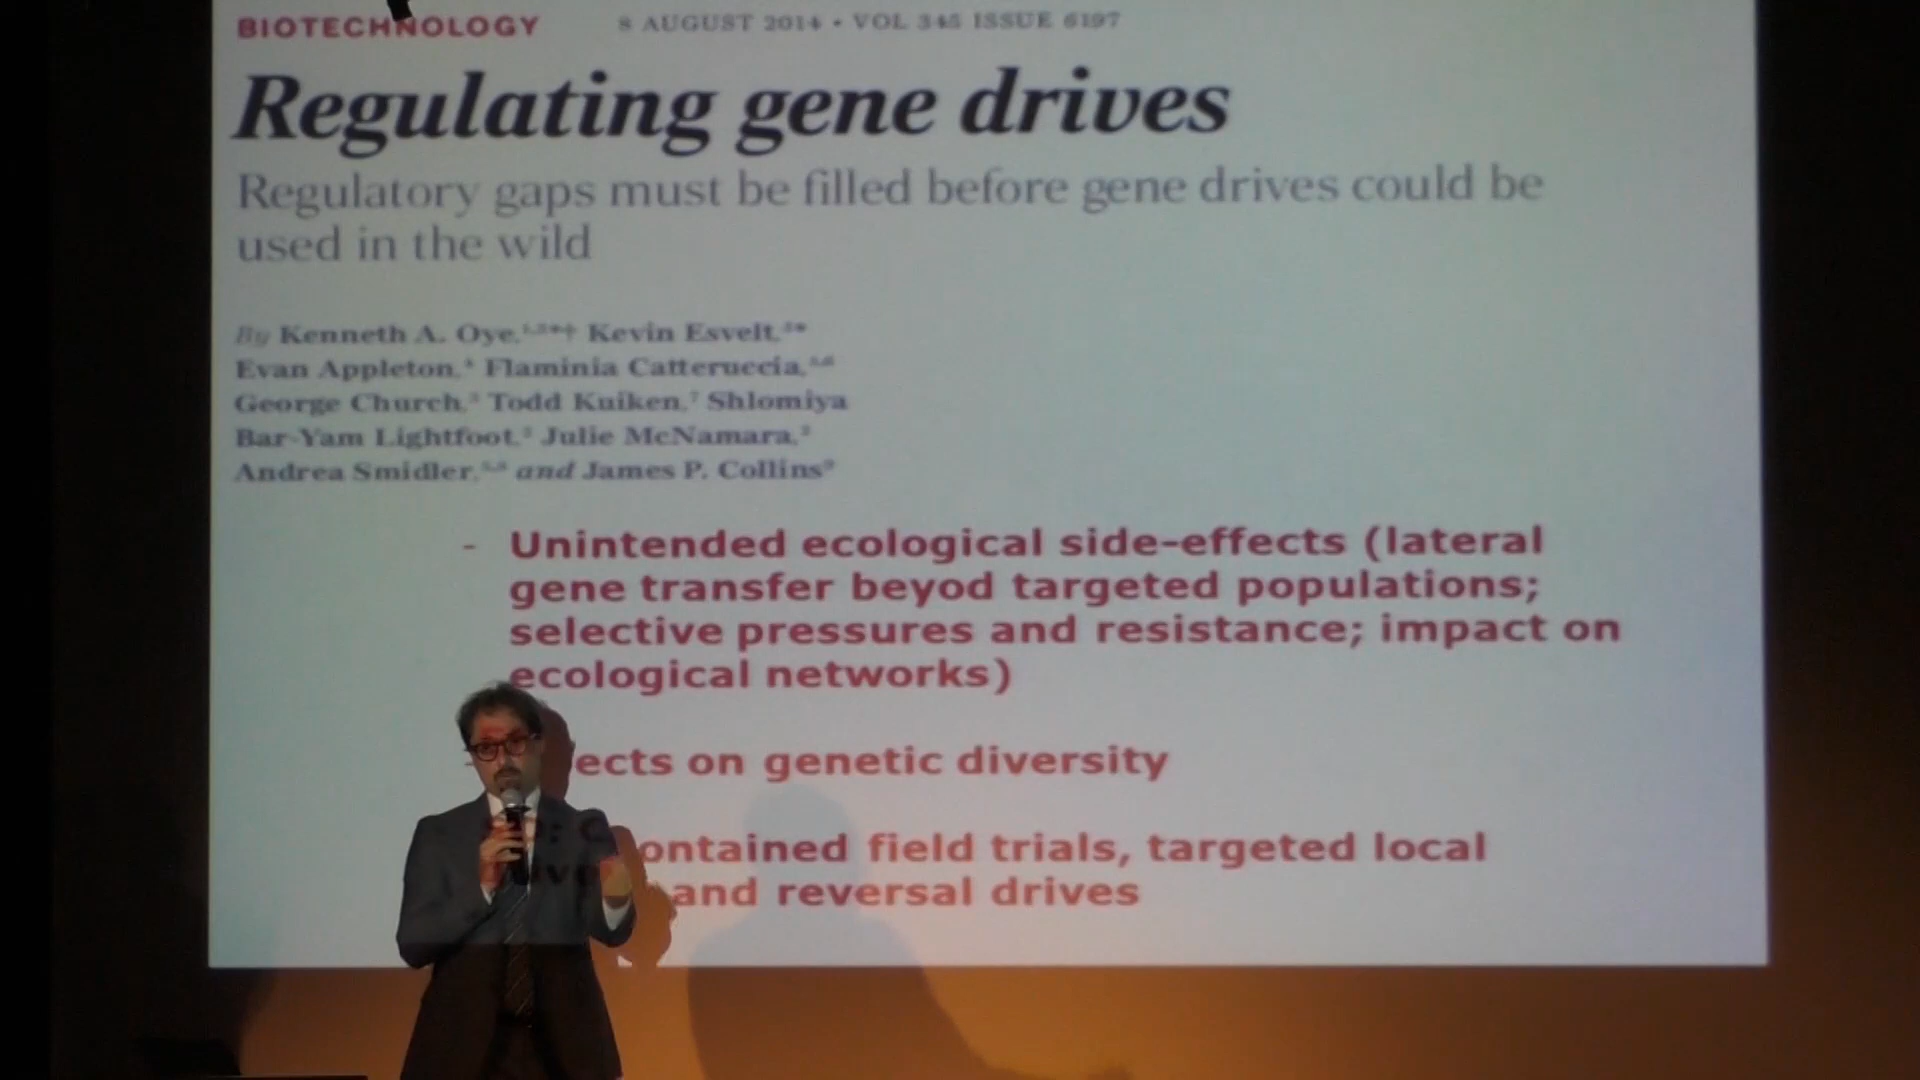 BIOTECHNOLOGY 8 AUGUST 2014 • VOL 345 ISSUE 6197
Regulating gene drives
Regulatory gaps must be filled before gene drives could be
used in the wild
By Kenneth A. Oye, Kevin Esvelt,
Evan Appleton, Flaminia Catteruccia,
George Church, Todd Kuiken, Shlomiya
Bar-Yam Lightfoot, Julie McNamara,
Andrea Smidler, and James P. Collins
- Unintended ecological side-effects (lateral
gene transfer beyod targeted populations;
selective pressures and resistance; impact on
ecological networks)
- ects on genetic diversity
ontained field trials, targeted local
and reversal drives